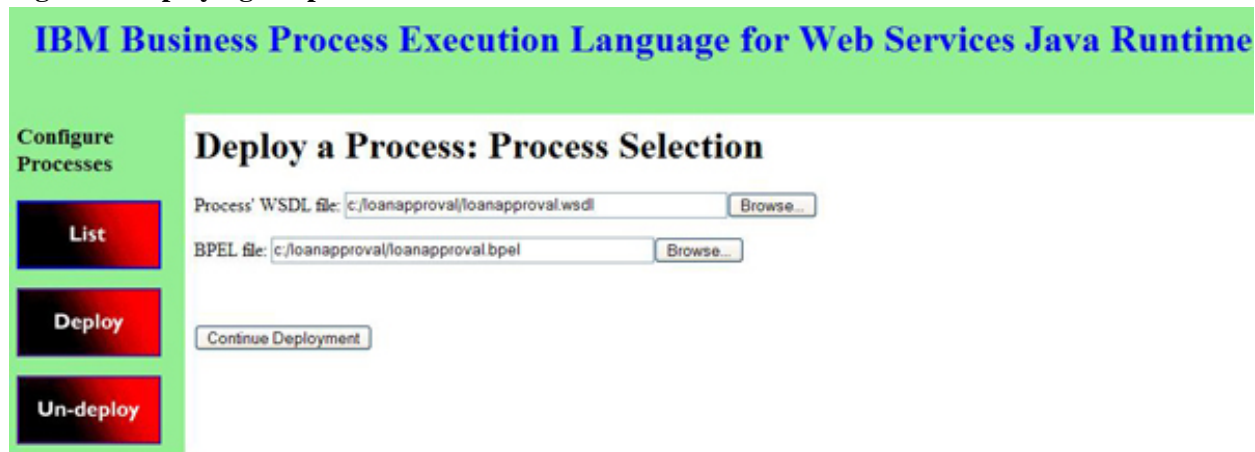 IBM Business Process Execution Language for Web Services Java Runtime
Configure
Processes
List
Deploy
Un-deploy
Deploy a Process: Process Selection
Process' WSDL file: c:/loanapproval/loanapproval.wsdl Browse...
BPEL file: c:/loanapproval/loanapproval.bpel Browse...
Continue Deployment